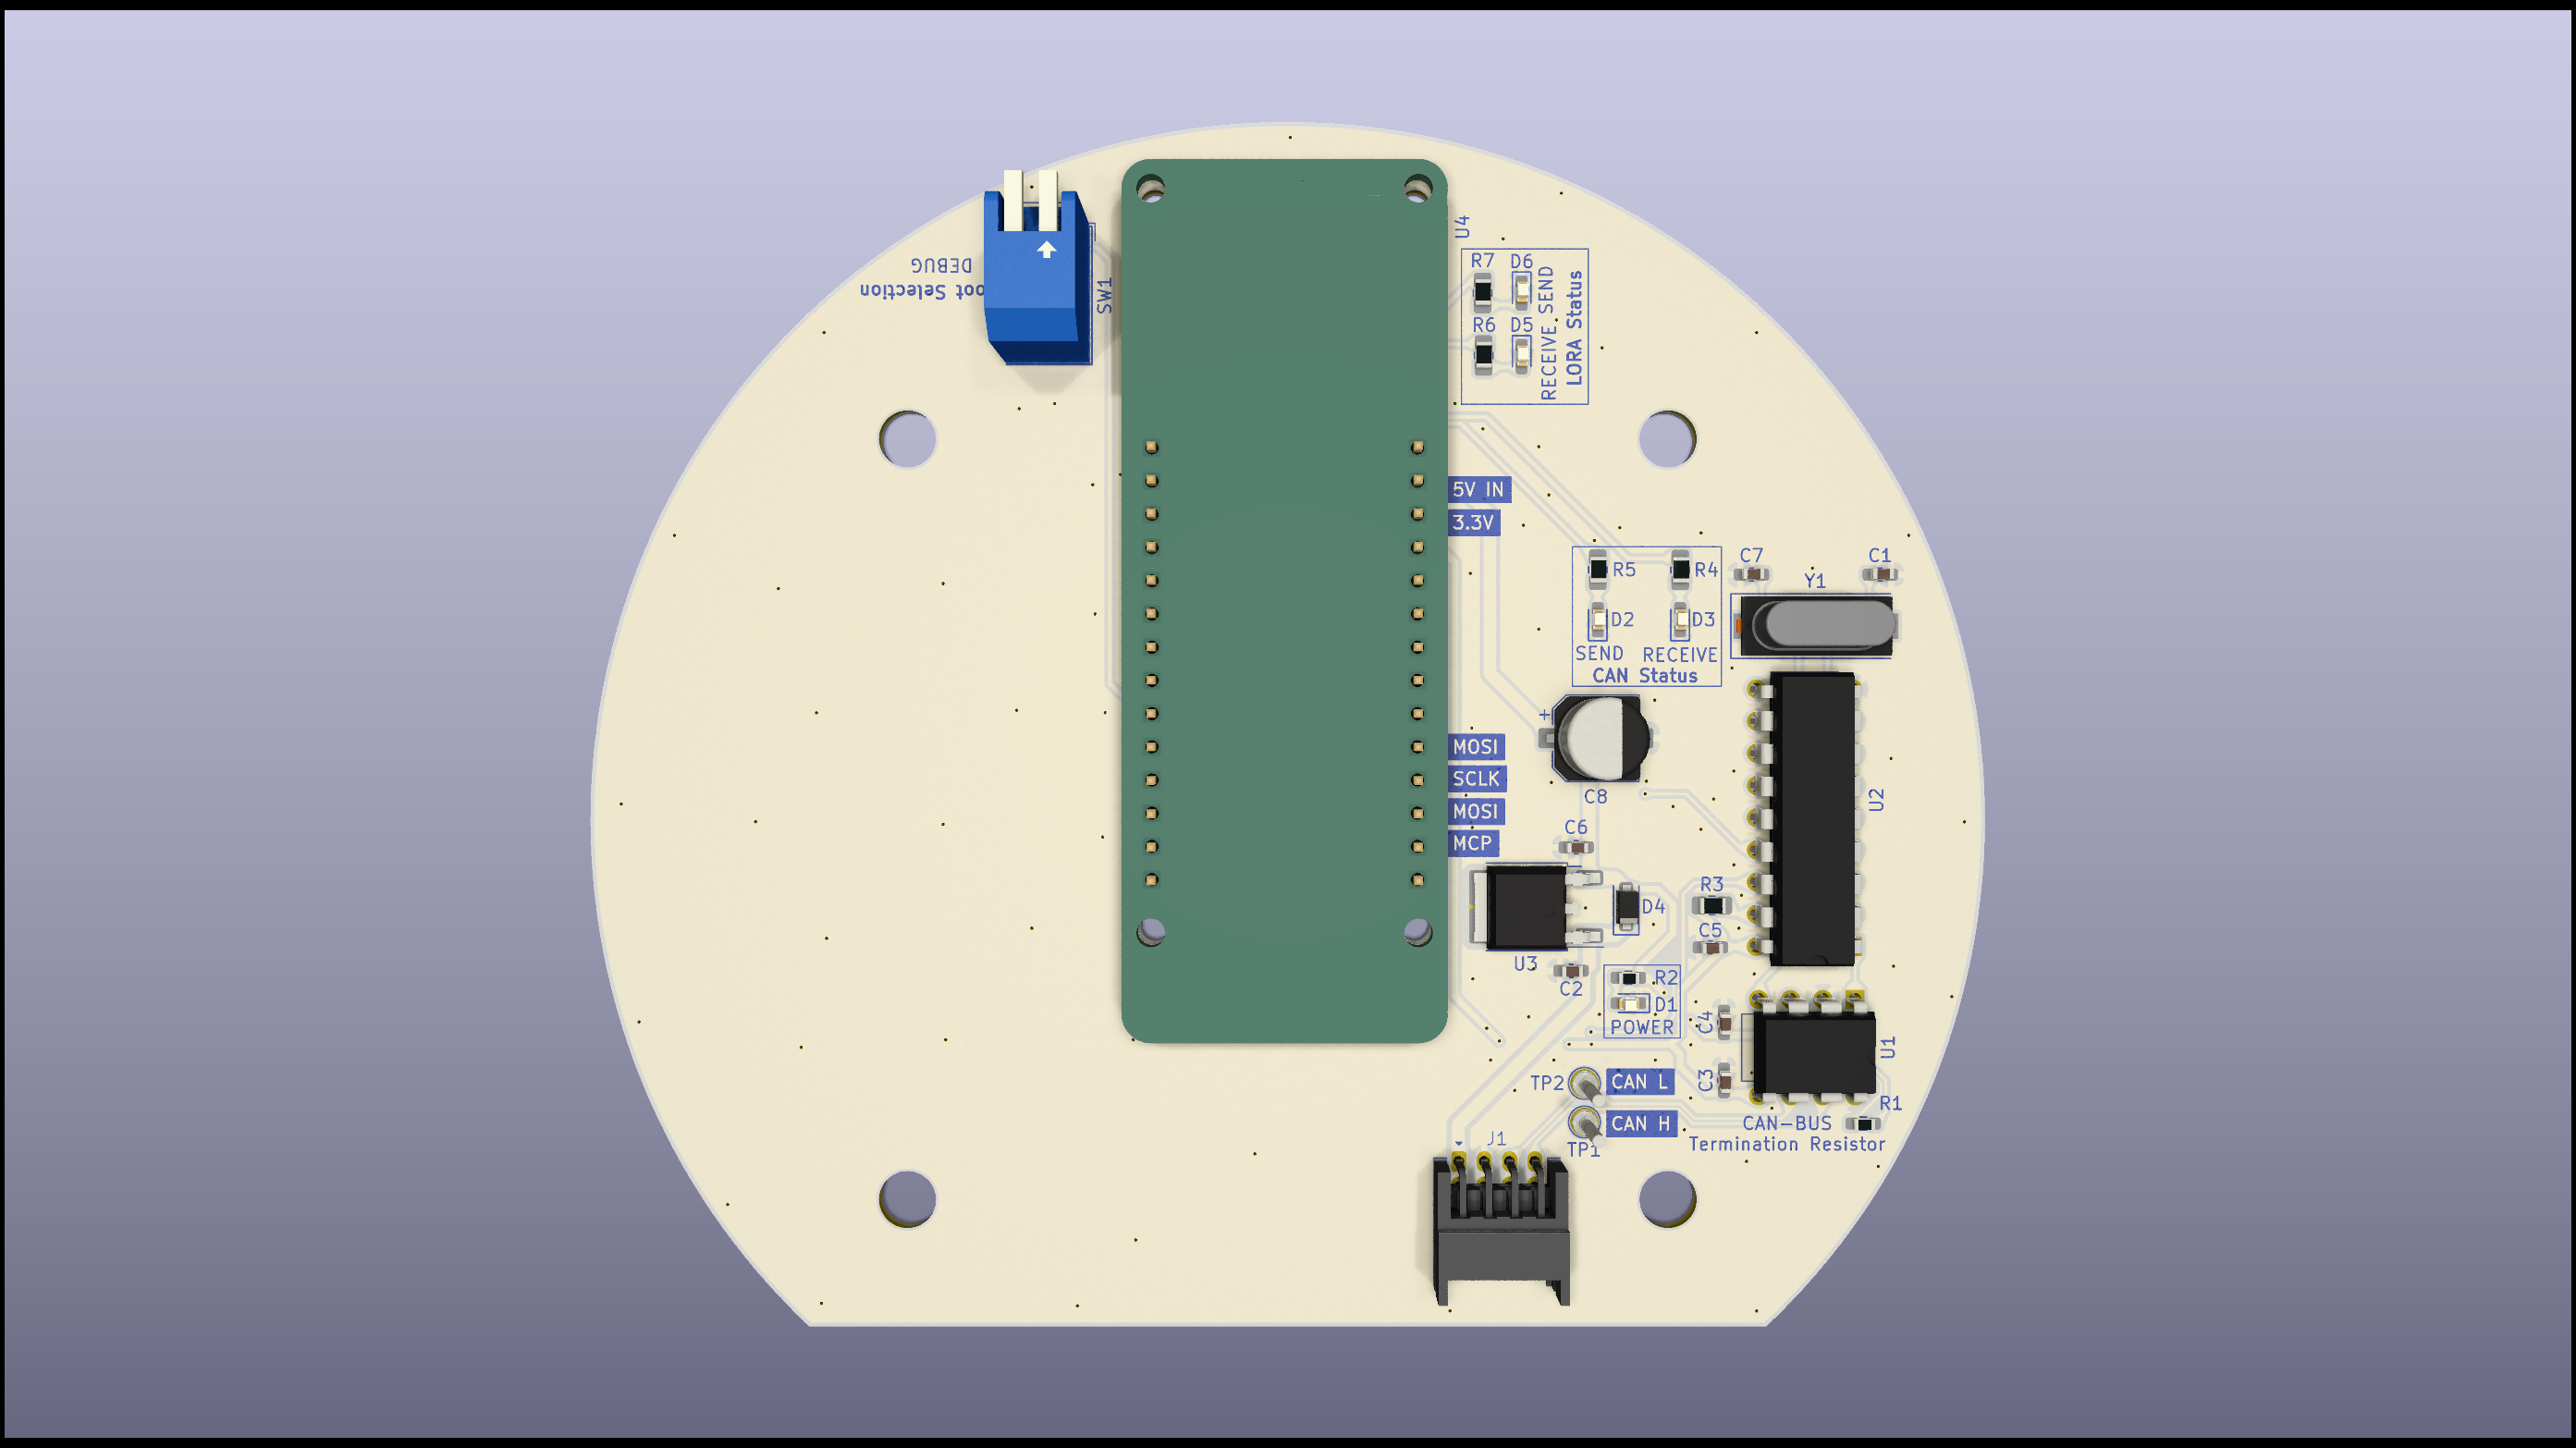 U4
DEBUG
oot Selection
SW1
R7 D6
R6 D5
RECEIVE SEND
LORA Status
5V IN
3.3V
R5 R4
D2 D3
SEND RECEIVE
CAN Status
C7 C1
Y1
+
C8
U2
MOSI
SCLK
MOSI
MCP
C6
D4
R3
C5
U3
C2
R2
D1
POWER
C4
U1
C3
TP2 CAN L
CAN H
TP1
J1
R1
CAN-BUS
Termination Resistor